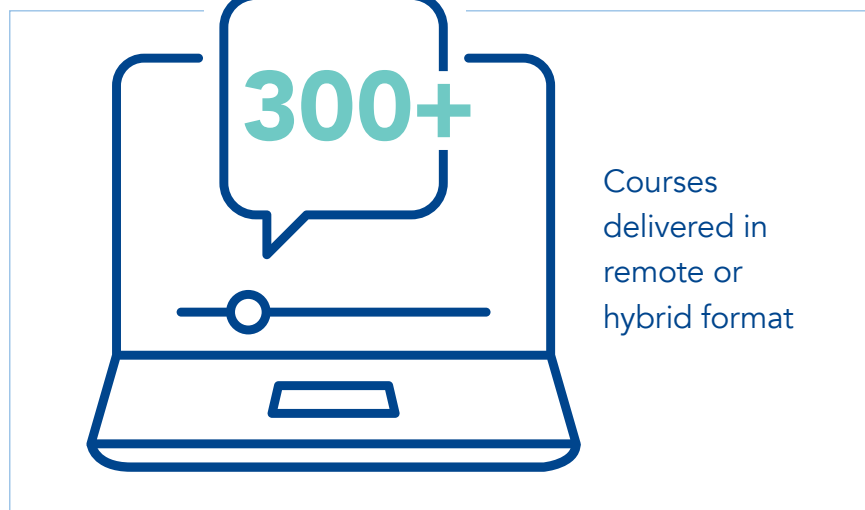 300+
Courses
delivered in
remote or
hybrid format